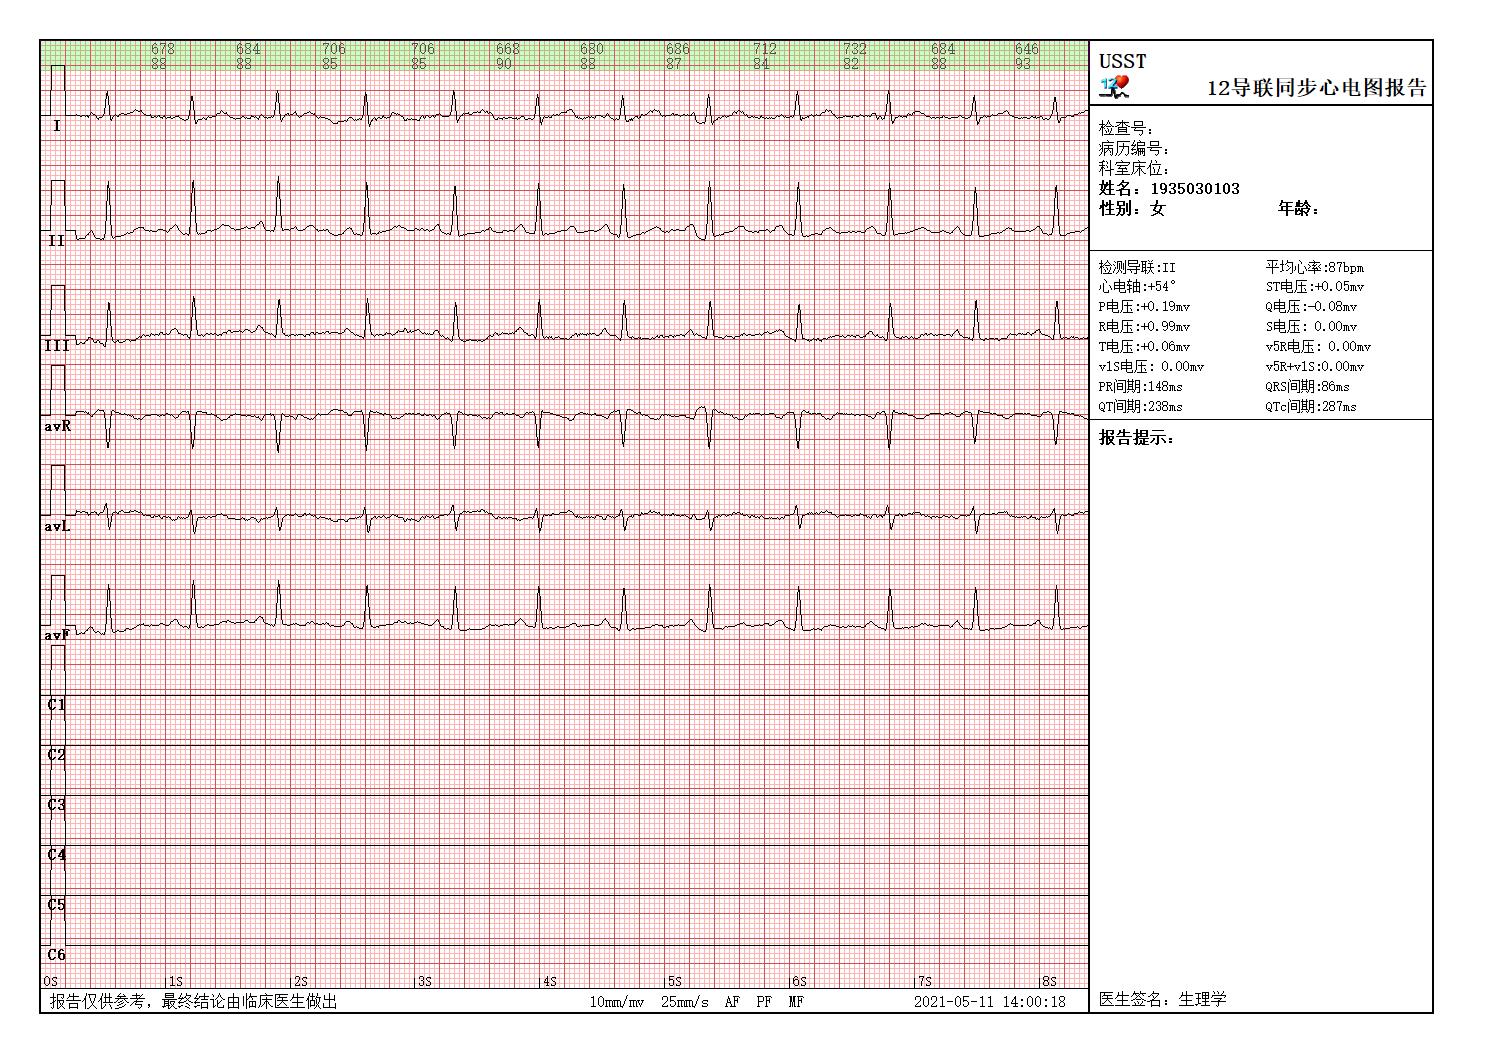 678 684 706 706 668 680 686 712 732 684 646
88 88 85 85 90 88 87 84 82 88 93
I
II
III
avR
avL
avF
C1
C2
C3
C4
C5
C6
0S 1S 2S 3S 4S 5S 6S 7S 8S
报告仅供参考，最终结论由临床医生做出 10mm/mv 25mm/s AF PF MF 2021-05-11 14:00:18
USST
12
12导联同步心电图报告
检查号：
病历编号：
科室床位：
姓名：1935030103
性别：女 年龄：
检测导联:II 平均心率:87bpm
心电轴:+54° ST电压:+0.05mv
P电压:+0.19mv Q电压:-0.08mv
R电压:+0.99mv S电压: 0.00mv
T电压:+0.06mv v5R电压: 0.00mv
v1S电压: 0.00mv v5R+v1S:0.00mv
PR间期:148ms QRS间期:86ms
QT间期:238ms QTc间期:287ms
报告提示：
医生签名：生理学